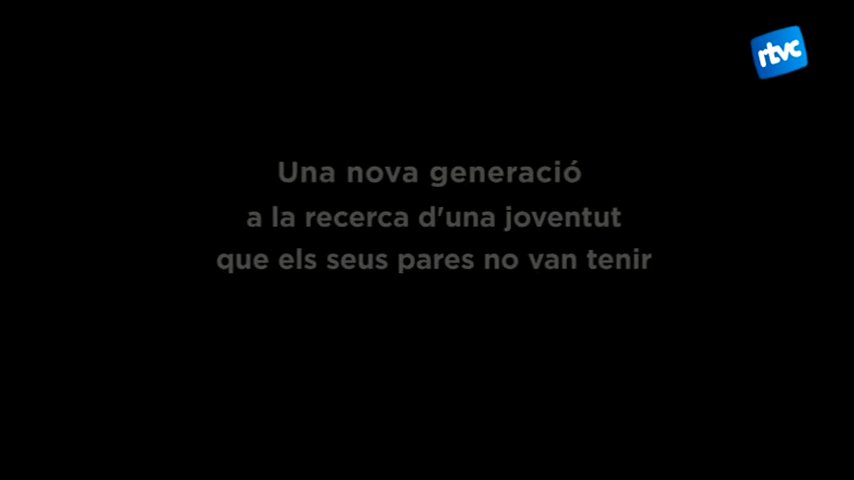 rtvc
Una nova generació
a la recerca d'una joventut
que els seus pares no van tenir